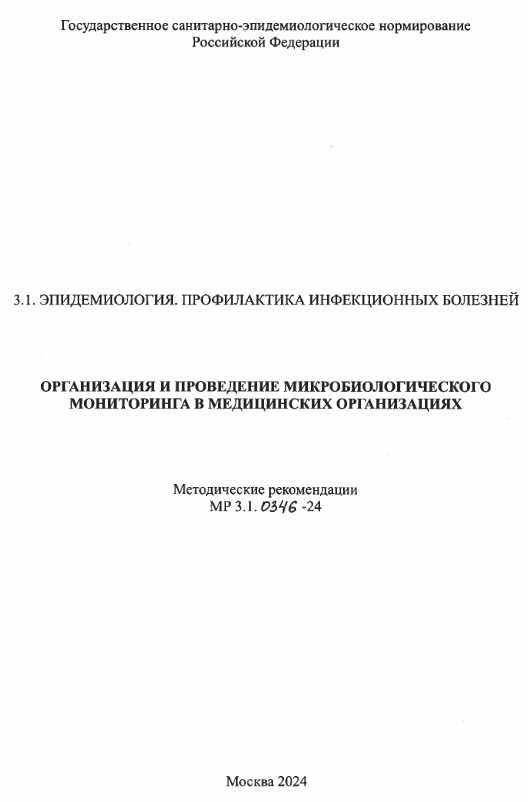 Государственное санитарно-эпидемиологическое нормирование
Российской Федерации
3.1. ЭПИДЕМИОЛОГИЯ. ПРОФИЛАКТИКА ИНФЕКЦИОННЫХ БОЛЕЗНЕЙ
ОРГАНИЗАЦИЯ И ПРОВЕДЕНИЕ МИКРОБИОЛОГИЧЕСКОГО
МОНИТОРИНГА В МЕДИЦИНСКИХ ОРГАНИЗАЦИЯХ
Методические рекомендации
МР 3.1. 0346 -24
Москва 2024